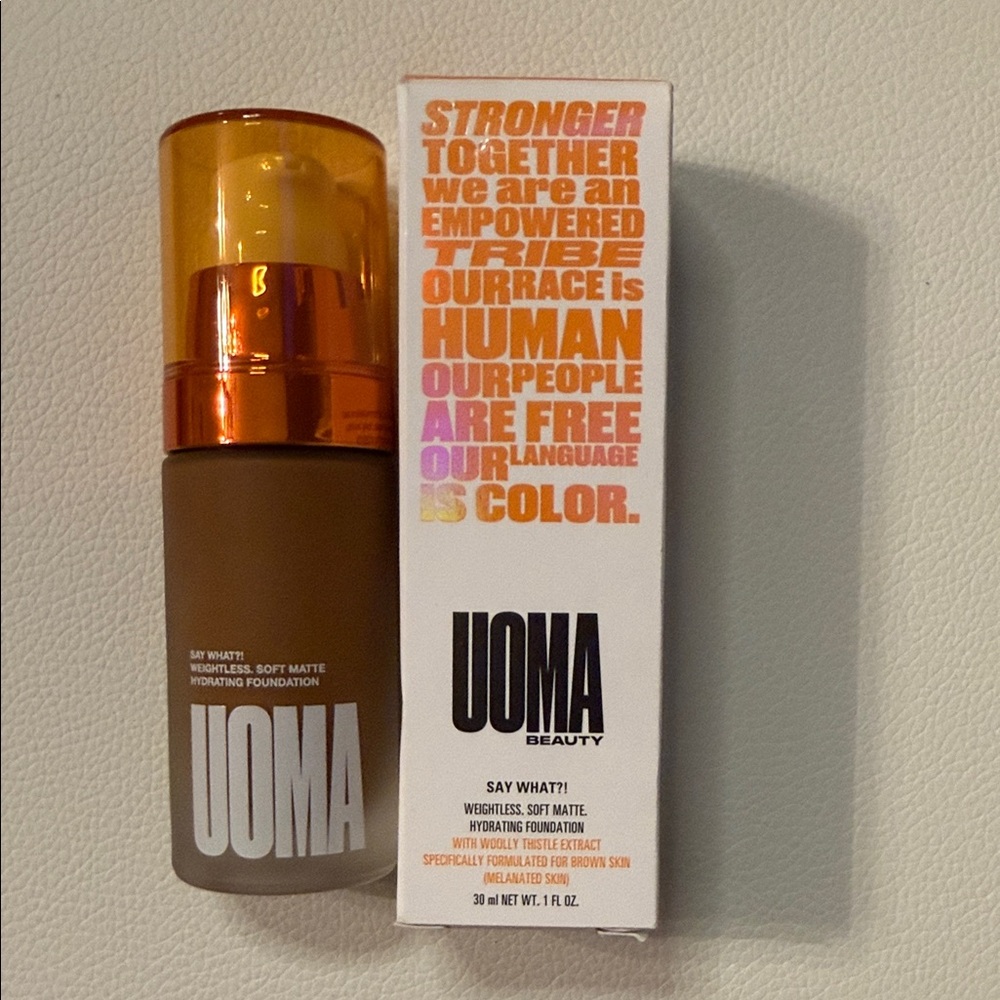 SAY WHAT?!
WEIGHTLESS. SOFT MATTE
HYDRATING FOUNDATION
UOMA
STRONGER
TOGETHER
we are an
EMPOWERED
TRIBE
OUR RACE is
HUMAN
OUR PEOPLE
ARE FREE
OUR LANGUAGE
IS COLOR.
UOMA
BEAUTY
SAY WHAT?!
WEIGHTLESS. SOFT MATTE.
HYDRATING FOUNDATION
WITH WOOLLY THISTLE EXTRACT
SPECIFICALLY FORMULATED FOR BROWN SKIN
(MELANATED SKIN)
30 ml NET WT. 1 FL OZ.